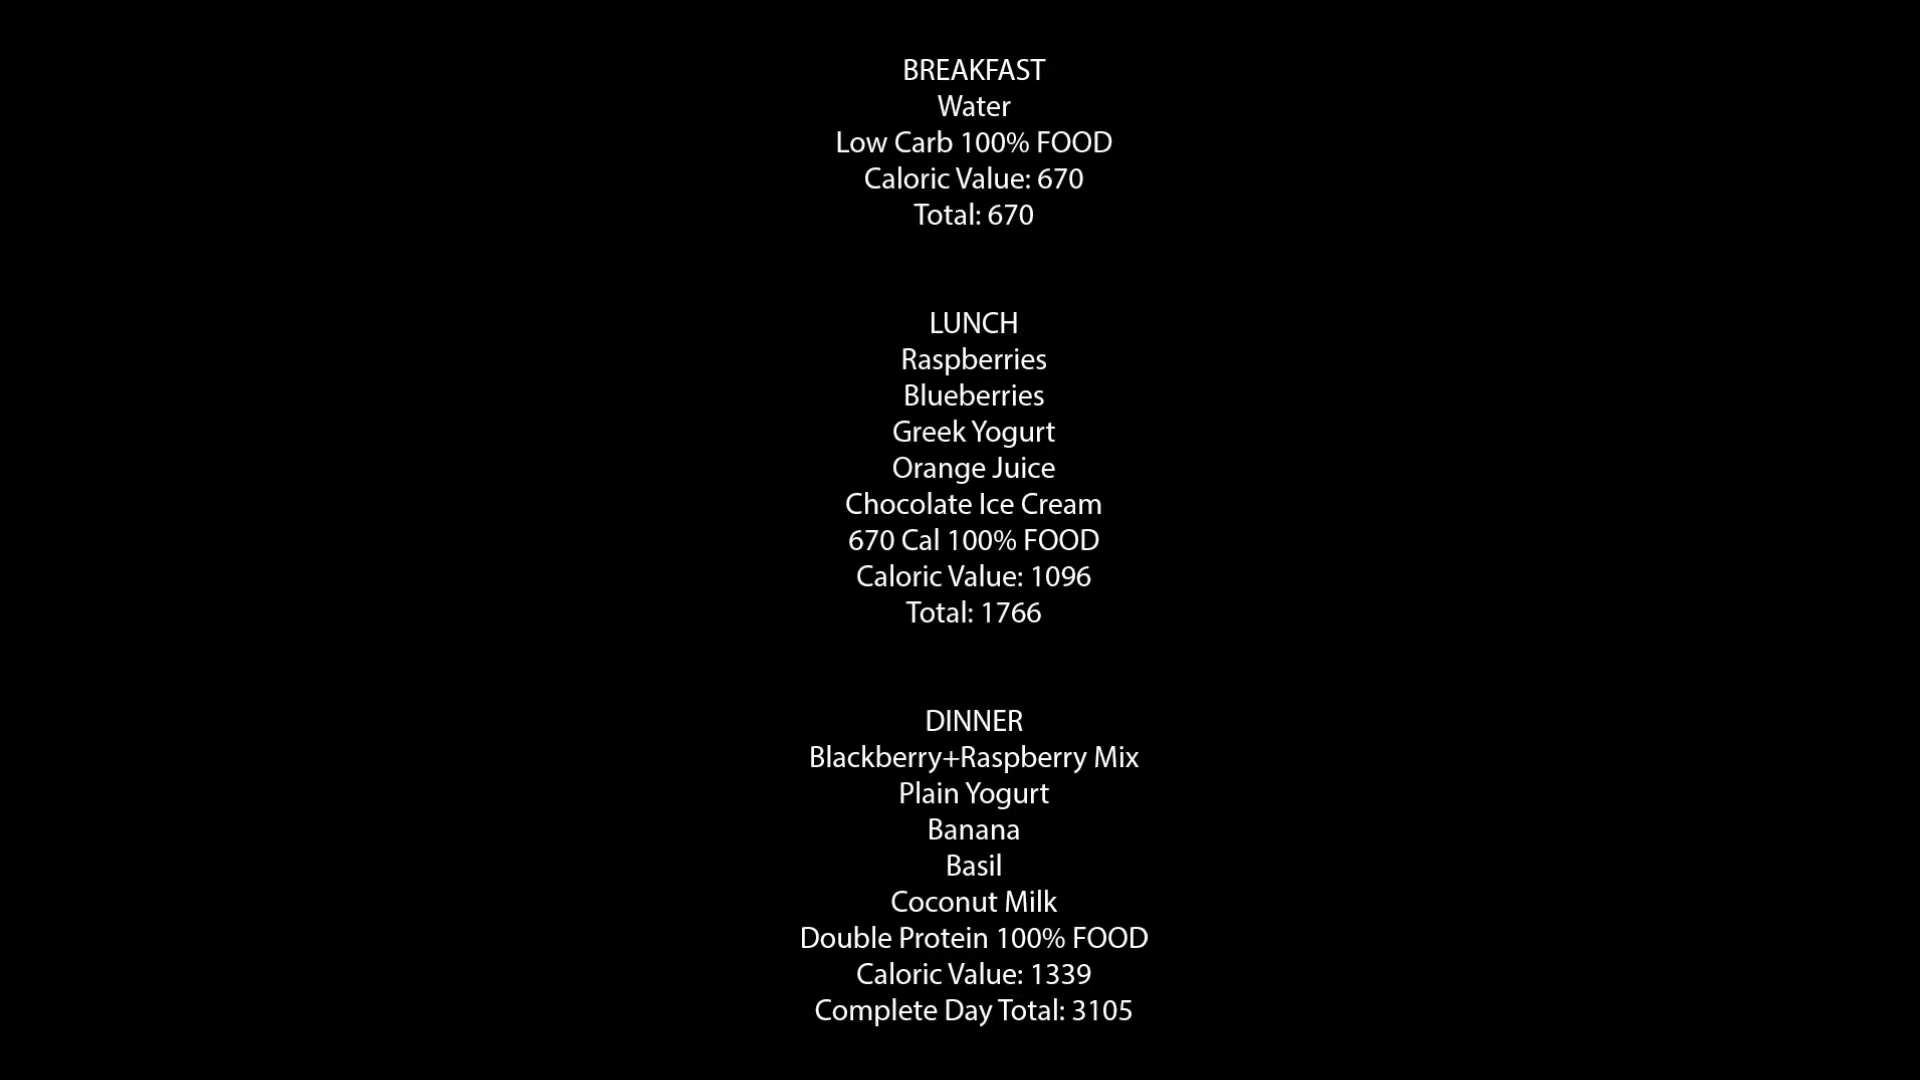 BREAKFAST
Water
Low Carb 100% FOOD
Caloric Value: 670
Total: 670
LUNCH
Raspberries
Blueberries
Greek Yogurt
Orange Juice
Chocolate Ice Cream
670 Cal 100% FOOD
Caloric Value: 1096
Total: 1766
DINNER
Blackberry+Raspberry Mix
Plain Yogurt
Banana
Basil
Coconut Milk
Double Protein 100% FOOD
Caloric Value: 1339
Complete Day Total: 3105